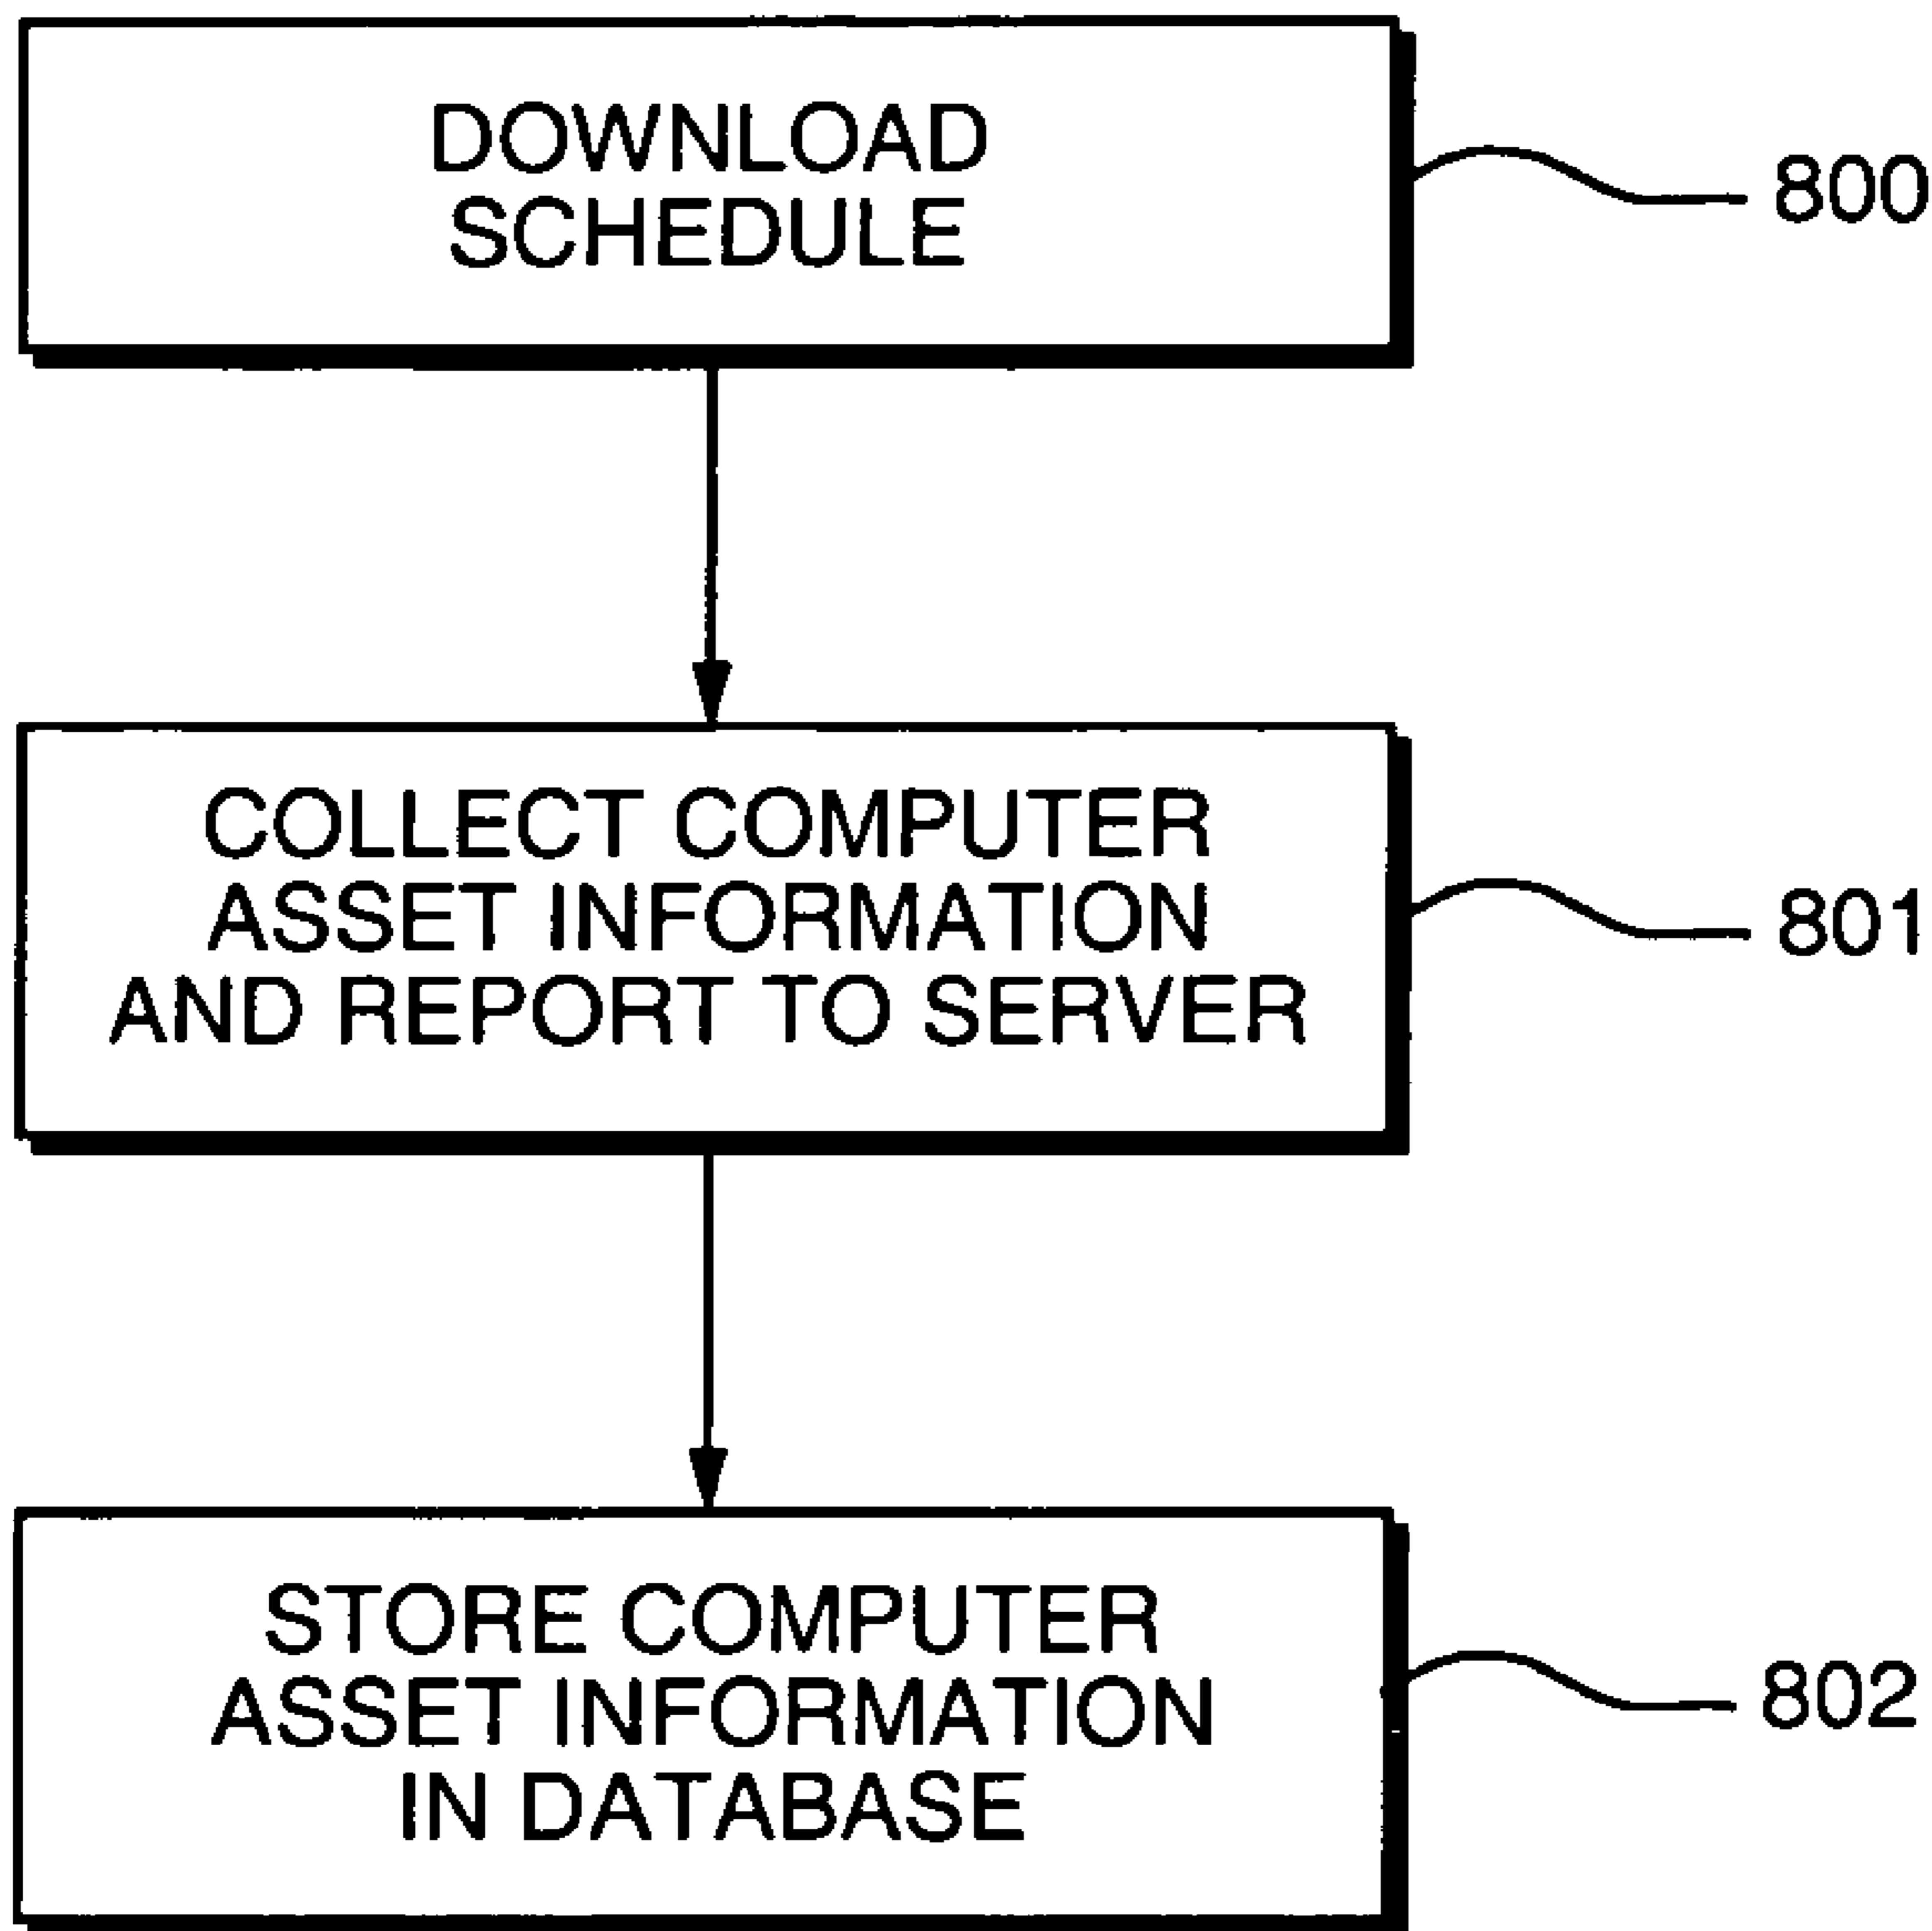 DOWNLOAD
SCHEDULE
800
COLLECT COMPUTER
ASSET INFORMATION
AND REPORT TO SERVER
801
STORE COMPUTER
ASSET INFORMATION
IN DATABASE
802